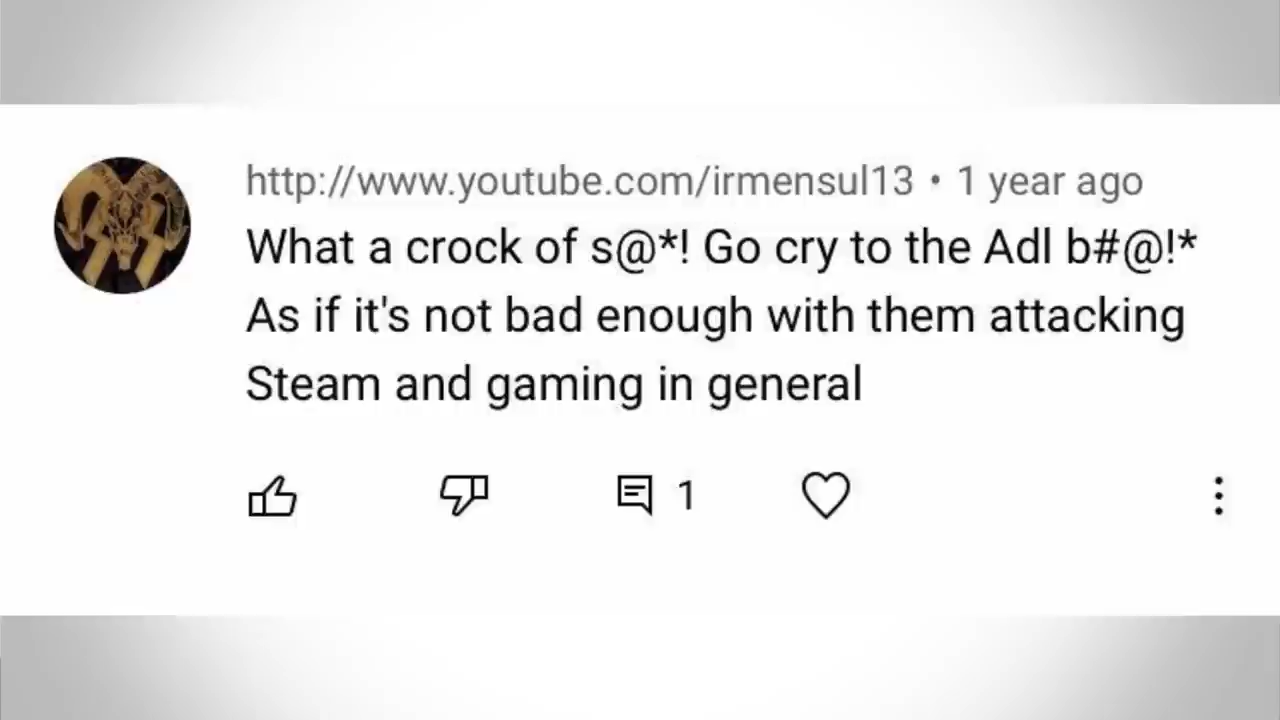 http://www.youtube.com/irmensul13 • 1 year ago
What a crock of s@*! Go cry to the Adl b#@!*
As if it's not bad enough with them attacking
Steam and gaming in general
1